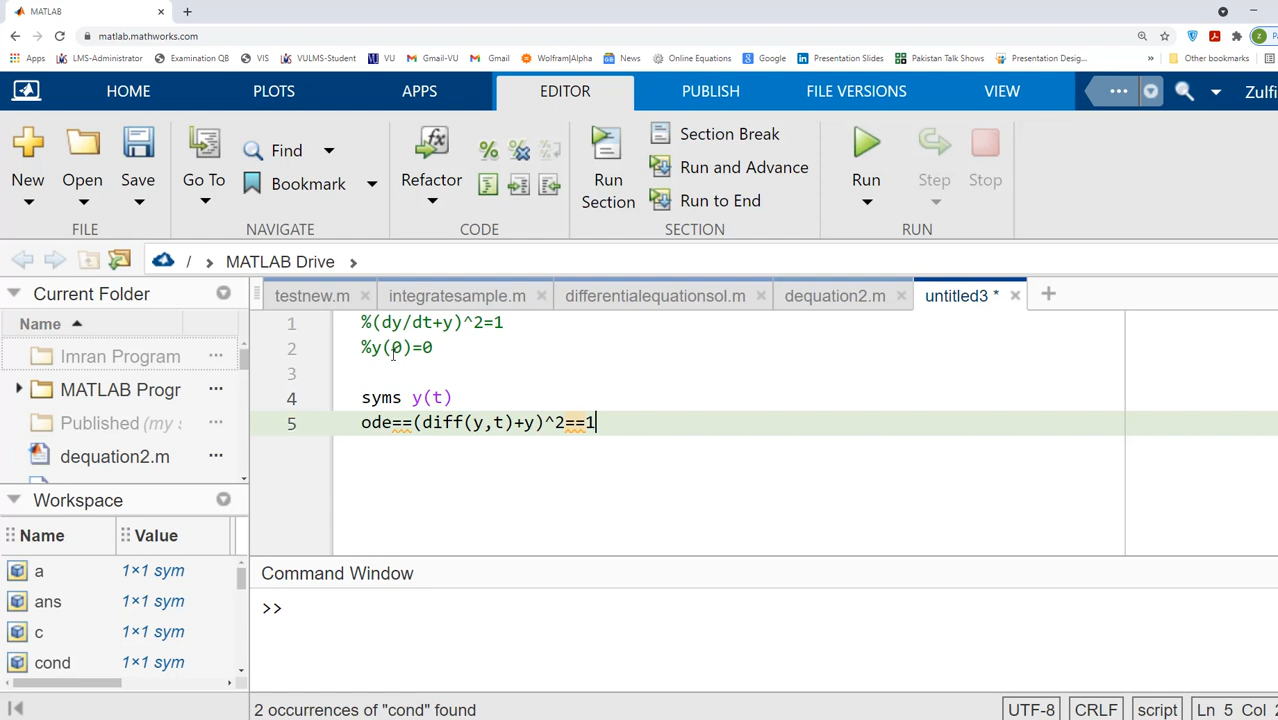 MATLAB
matlab.mathworks.com
Apps LMS-Administrator Examination QB VIS VULMS-Student VU Gmail-VU Gmail Wolfram|Alpha News Online Equations Google Presentation Slides Pakistan Talk Shows Presentation Desig... » Other bookmarks
HOME PLOTS APPS EDITOR PUBLISH FILE VERSIONS VIEW Zulfi
New Open Save Go To Find Bookmark Refactor Run Section Section Break Run and Advance Run to End Run Step Stop
FILE NAVIGATE CODE SECTION RUN
/ › MATLAB Drive ›
Current Folder
testnew.m integratesample.m differentialequationsol.m dequation2.m untitled3 *
Name
Imran Program ...
MATLAB Progr ...
Published (my s ...
dequation2.m ...
1 %(dy/dt+y)^2=1
2 %y(0)=0
3
4 syms y(t)
5 ode==(diff(y,t)+y)^2==1
Workspace
Name Value
a 1×1 sym
ans 1×1 sym
c 1×1 sym
cond 1×1 sym
Command Window
>>
2 occurrences of "cond" found
UTF-8 CRLF script Ln 5 Col